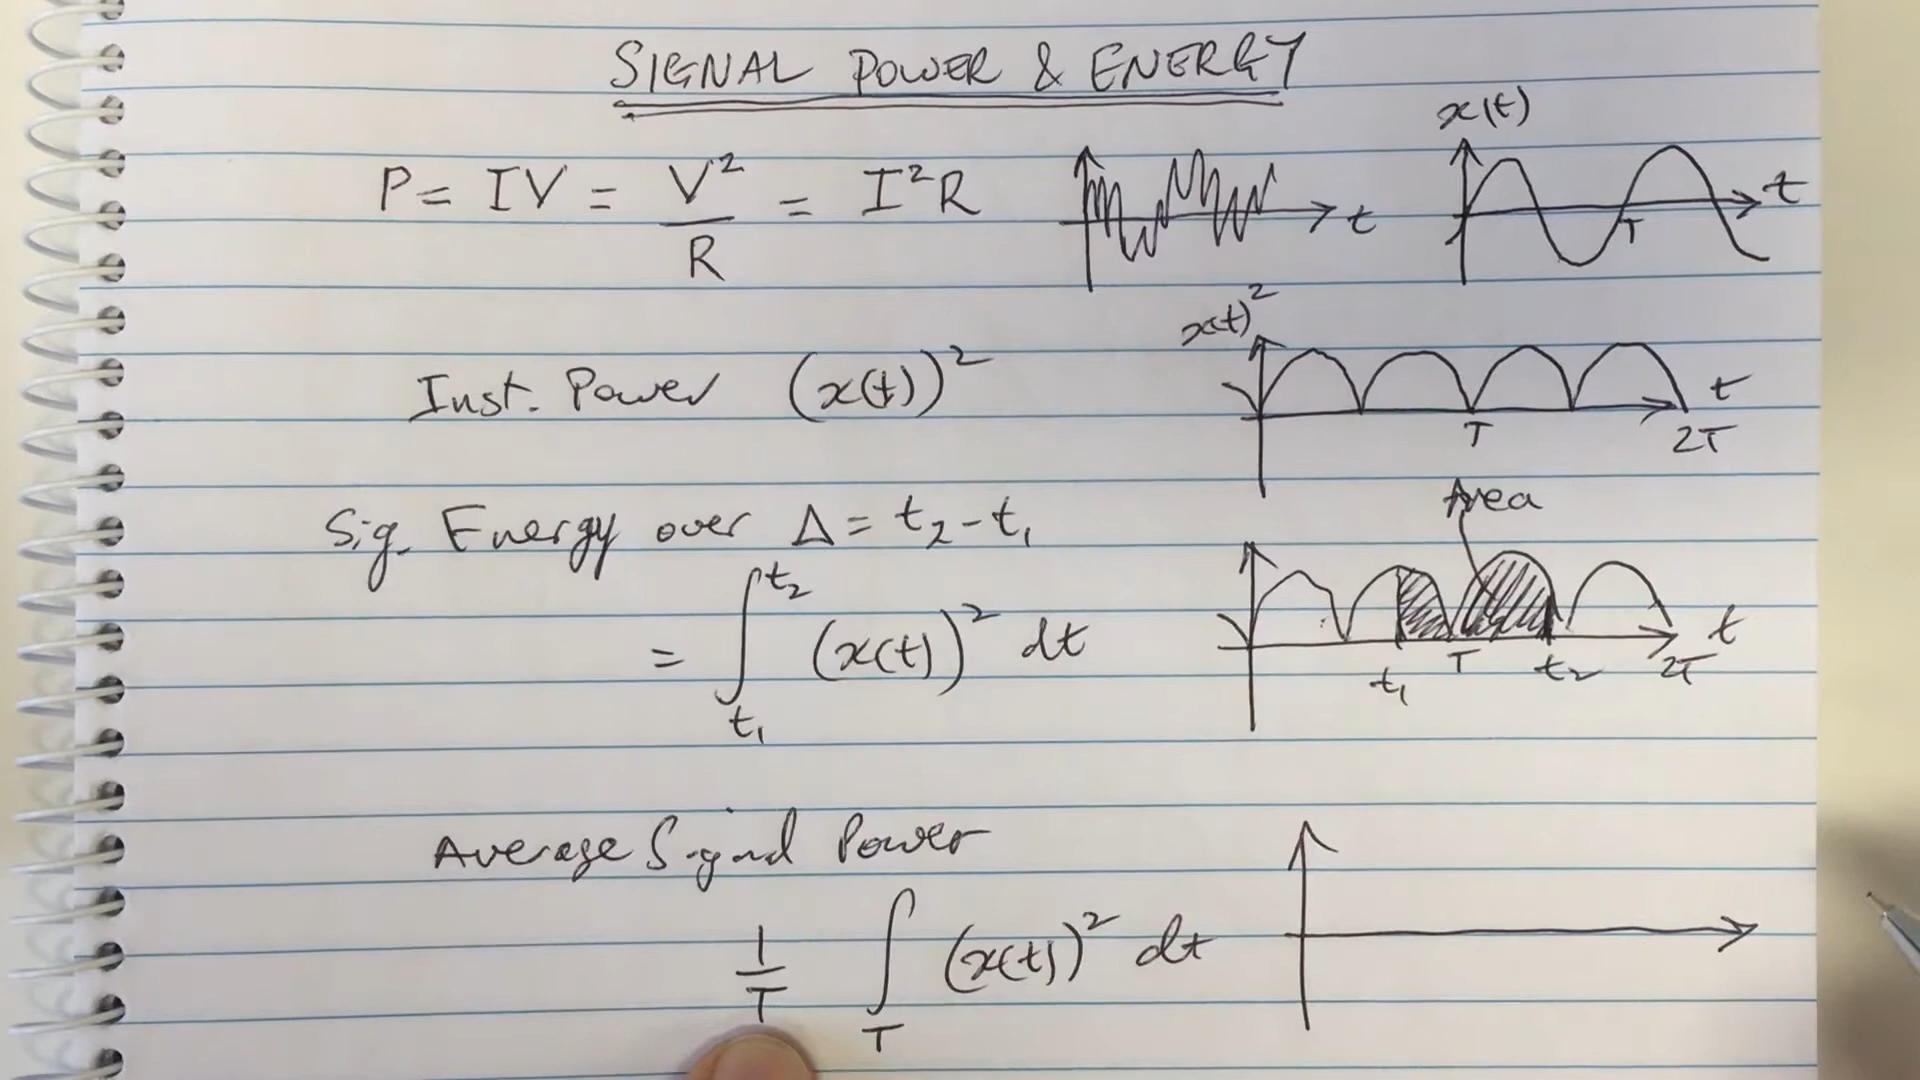 SIGNAL POWER & ENERGY
x(t)
P = IV = V²/R = I²R
t
T
t
x(t)²
Inst. Power (x(t))²
t
T
2T
Area
Sig. Energy over Δ = t₂ - t₁
= ∫ t₁ t₂ (x(t))² dt
t
t₁
T
t₂
2T
Average Signal Power
1/T ∫ T (x(t))² dt